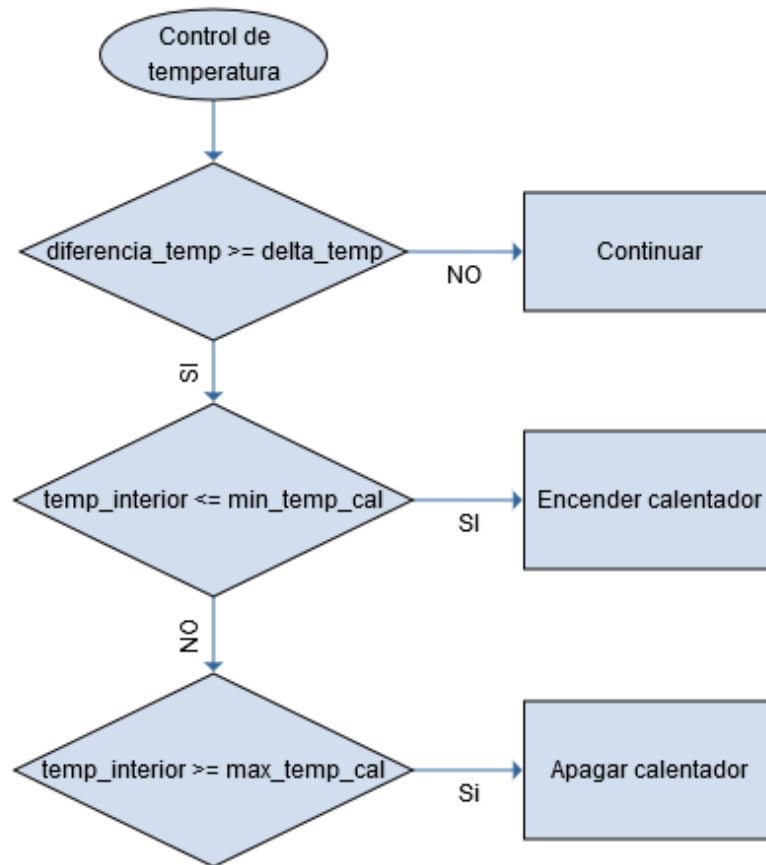 Control de
temperatura
diferencia_temp >= delta_temp
NO
Continuar
SI
temp_interior <= min_temp_cal
SI
Encender calentador
NO
temp_interior >= max_temp_cal
Si
Apagar calentador